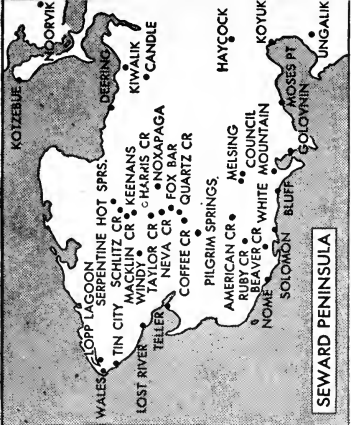 KOTZEBUE
NOORVIK
DEERING
KIWALIK
CANDLE
HAYCOCK
KOYUK
UNGALIK
MOSES PT
GOLOVNIN
LOPP LAGOON
SERPENTINE HOT SPRS.
SCHLITZ CR
KEENANS
MACKLIN CR
HARRIS CR
WINDY
NOXAPAGA
TAYLOR CR
FOX BAR
NEVA CR
QUARTZ CR
COFFEE CR
WALES
TIN CITY
LOST RIVER
TELLER
PILGRIM SPRINGS
AMERICAN CR
MELSING
RUBY CR
COUNCIL
BEAVER CR
WHITE MOUNTAIN
NOME
SOLOMON
BLUFF
SEWARD PENINSULA